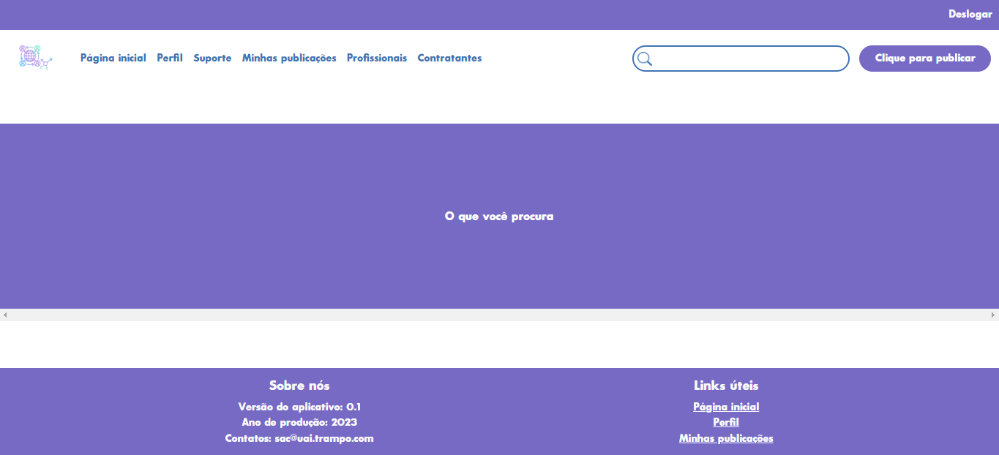 Deslogar
Página inicial Perfil Suporte Minhas publicações Profissionais Contratantes Clique para publicar
O que você procura
Sobre nós Links úteis
Versão do aplicativo: 0.1 Página inicial
Ano de produção: 2023 Perfil
Contatos: sac@uai.trampo.com Minhas publicações